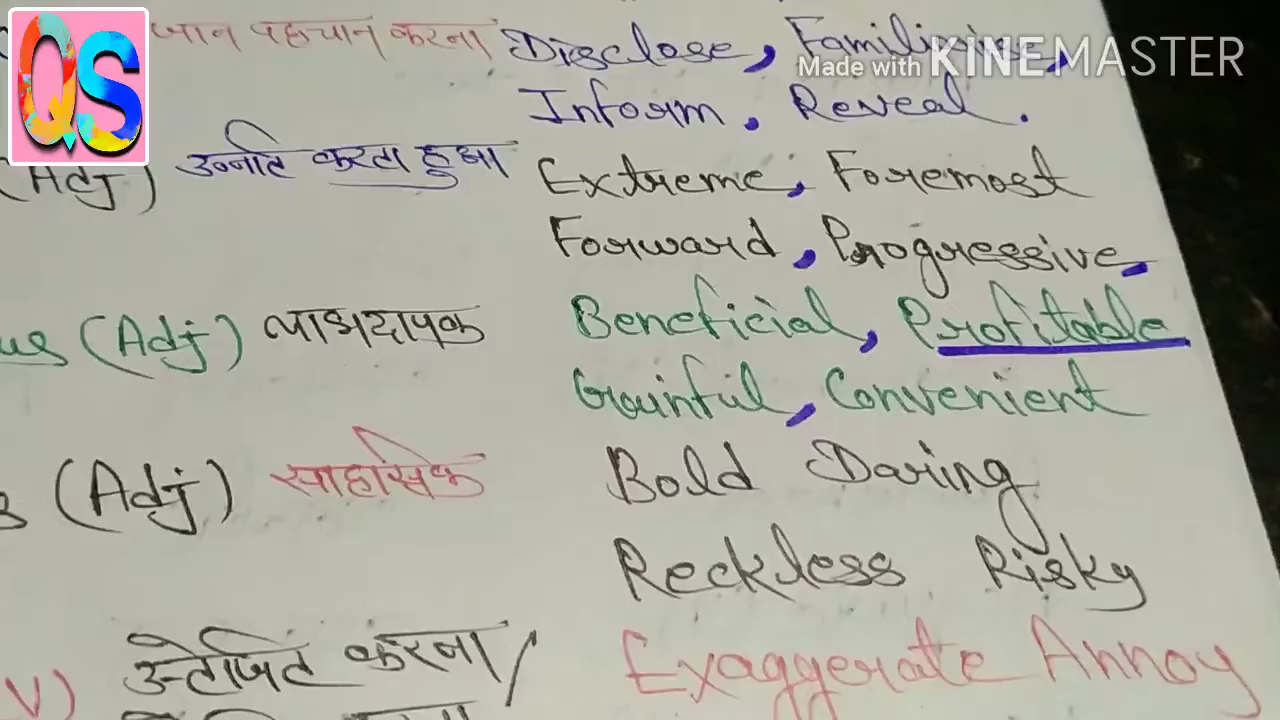 QS
Made with KINEMASTER
जान पहचान करना Disclose, Familiarise,
Inform, Reveal.
(Adj) उन्नति करता हुआ Extreme, Foremost
Forward, Progressive,
us (Adj) लाभदायक Beneficial, Profitable
Gainful, Convenient
s (Adj) साहसिक Bold Daring
Reckless Risky
V) उत्तेजित करना/ Exaggerate Annoy